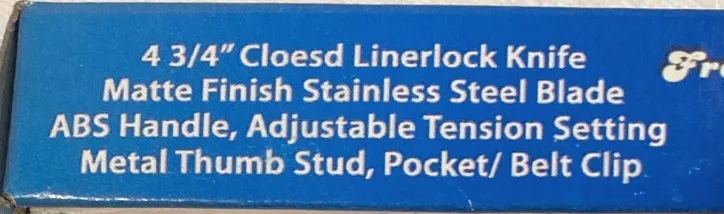 4 3/4” Cloesd Linerlock Knife
Matte Finish Stainless Steel Blade
ABS Handle, Adjustable Tension Setting
Metal Thumb Stud, Pocket/ Belt Clip